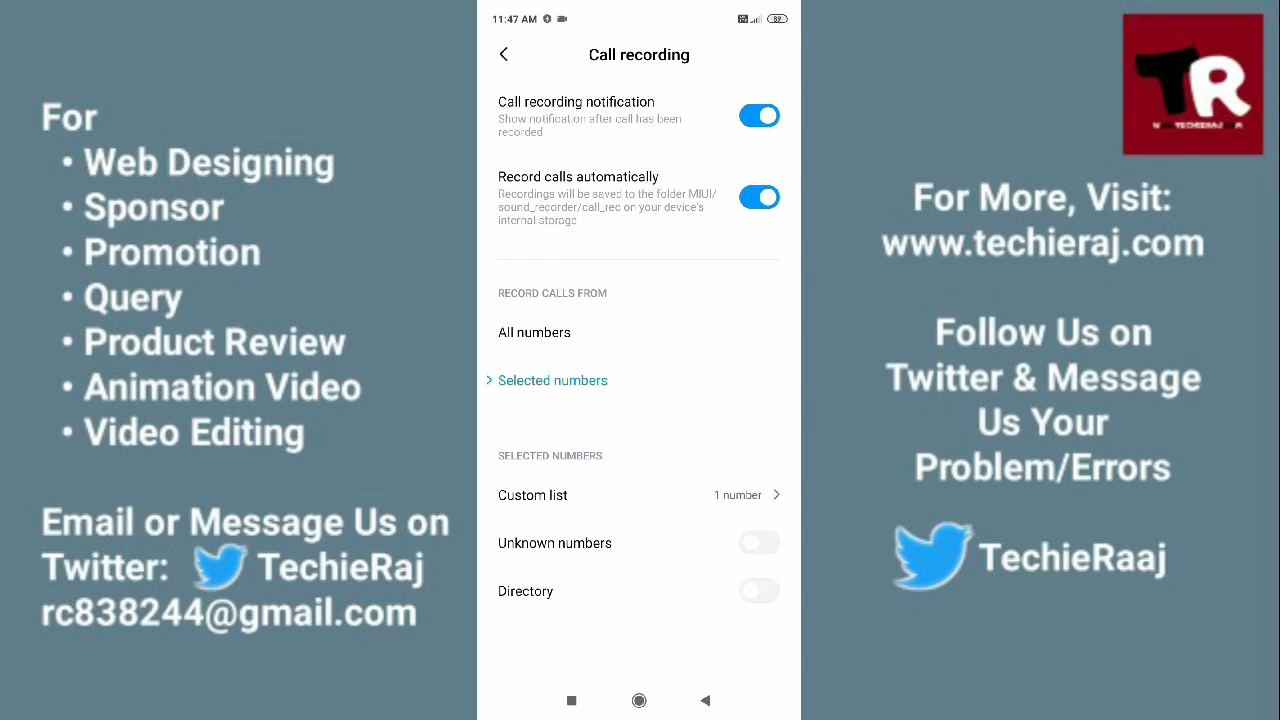 For
• Web Designing
• Sponsor
• Promotion
• Query
• Product Review
• Animation Video
• Video Editing
Email or Message Us on
Twitter: TechieRaj
rc838244@gmail.com
11:47 AM
89
Call recording
Call recording notification
Show notification after call has been
recorded
Record calls automatically
Recordings will be saved to the folder MIUI/
sound_recorder/call_rec on your device's
internal storage
RECORD CALLS FROM
All numbers
Selected numbers
SELECTED NUMBERS
Custom list 1 number
Unknown numbers
Directory
TR
For More, Visit:
www.techieraj.com
Follow Us on
Twitter & Message
Us Your
Problem/Errors
TechieRaaj